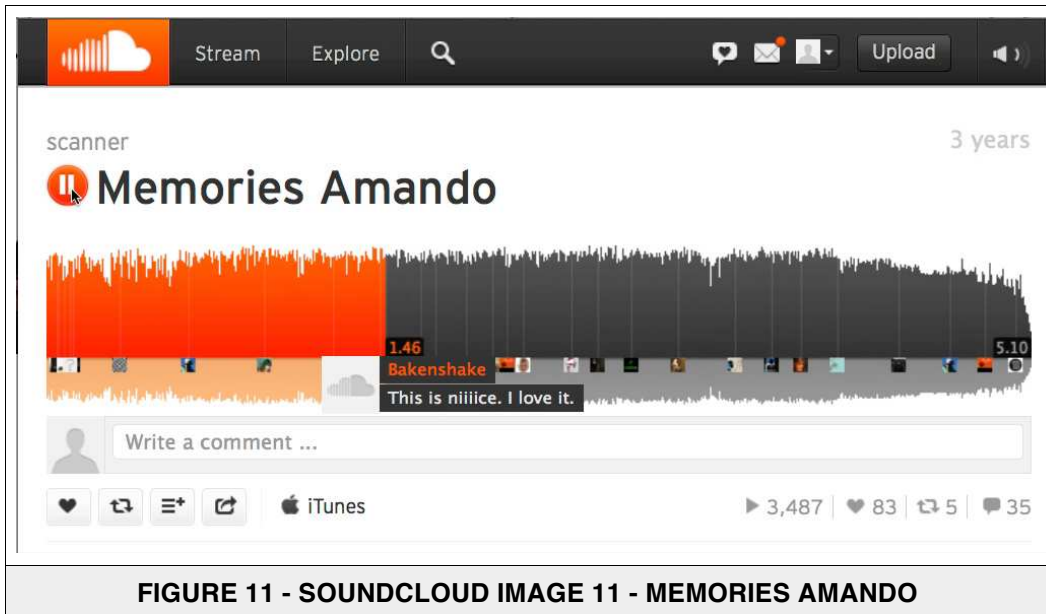 Stream Explore Upload
scanner 3 years
Memories Amando
1.46 5.10
Bakenshake
This is niiiice. I love it.
Write a comment ...
iTunes 3,487 83 5 35
FIGURE 11 - SOUNDCLOUD IMAGE 11 - MEMORIES AMANDO